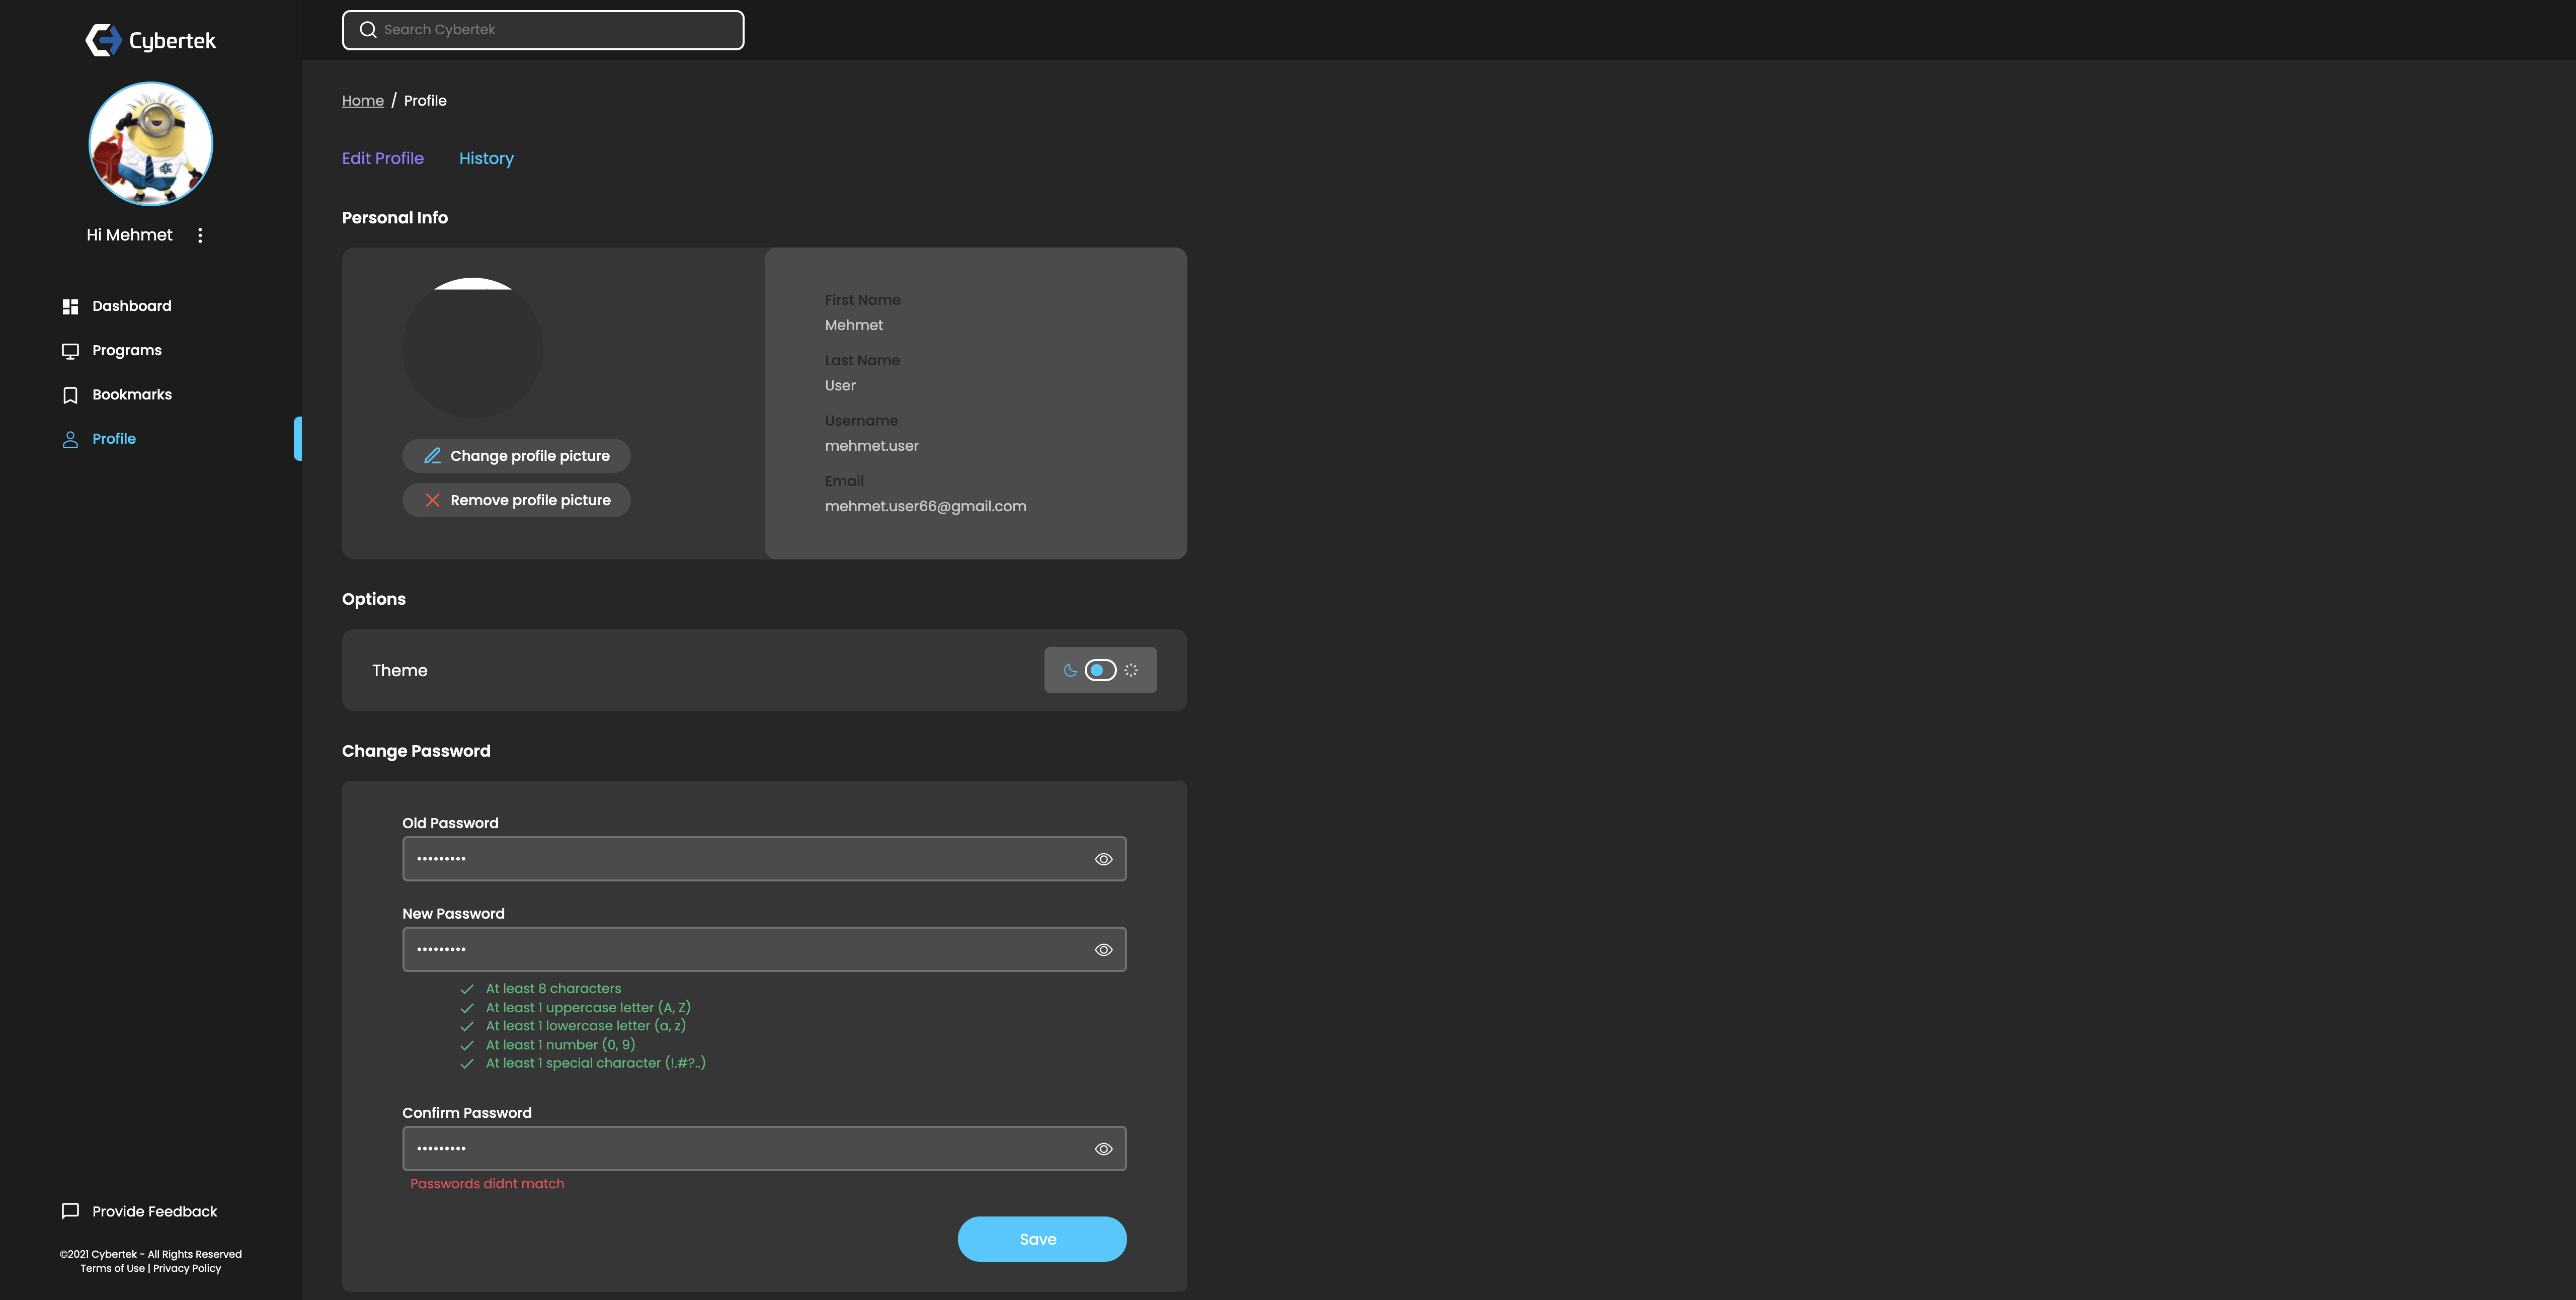 Cybertek
Hi Mehmet
Dashboard
Programs
Bookmarks
Profile
Provide Feedback
©2021 Cybertek - All Rights Reserved
Terms of Use | Privacy Policy
Search Cybertek
Home / Profile
Edit Profile History
Personal Info
Change profile picture
Remove profile picture
First Name
Mehmet
Last Name
User
Username
mehmet.user
Email
mehmet.user66@gmail.com
Options
Theme
Change Password
Old Password
•••••••••
New Password
•••••••••
At least 8 characters
At least 1 uppercase letter (A, Z)
At least 1 lowercase letter (a, z)
At least 1 number (0, 9)
At least 1 special character (!.#?..)
Confirm Password
•••••••••
Passwords didnt match
Save